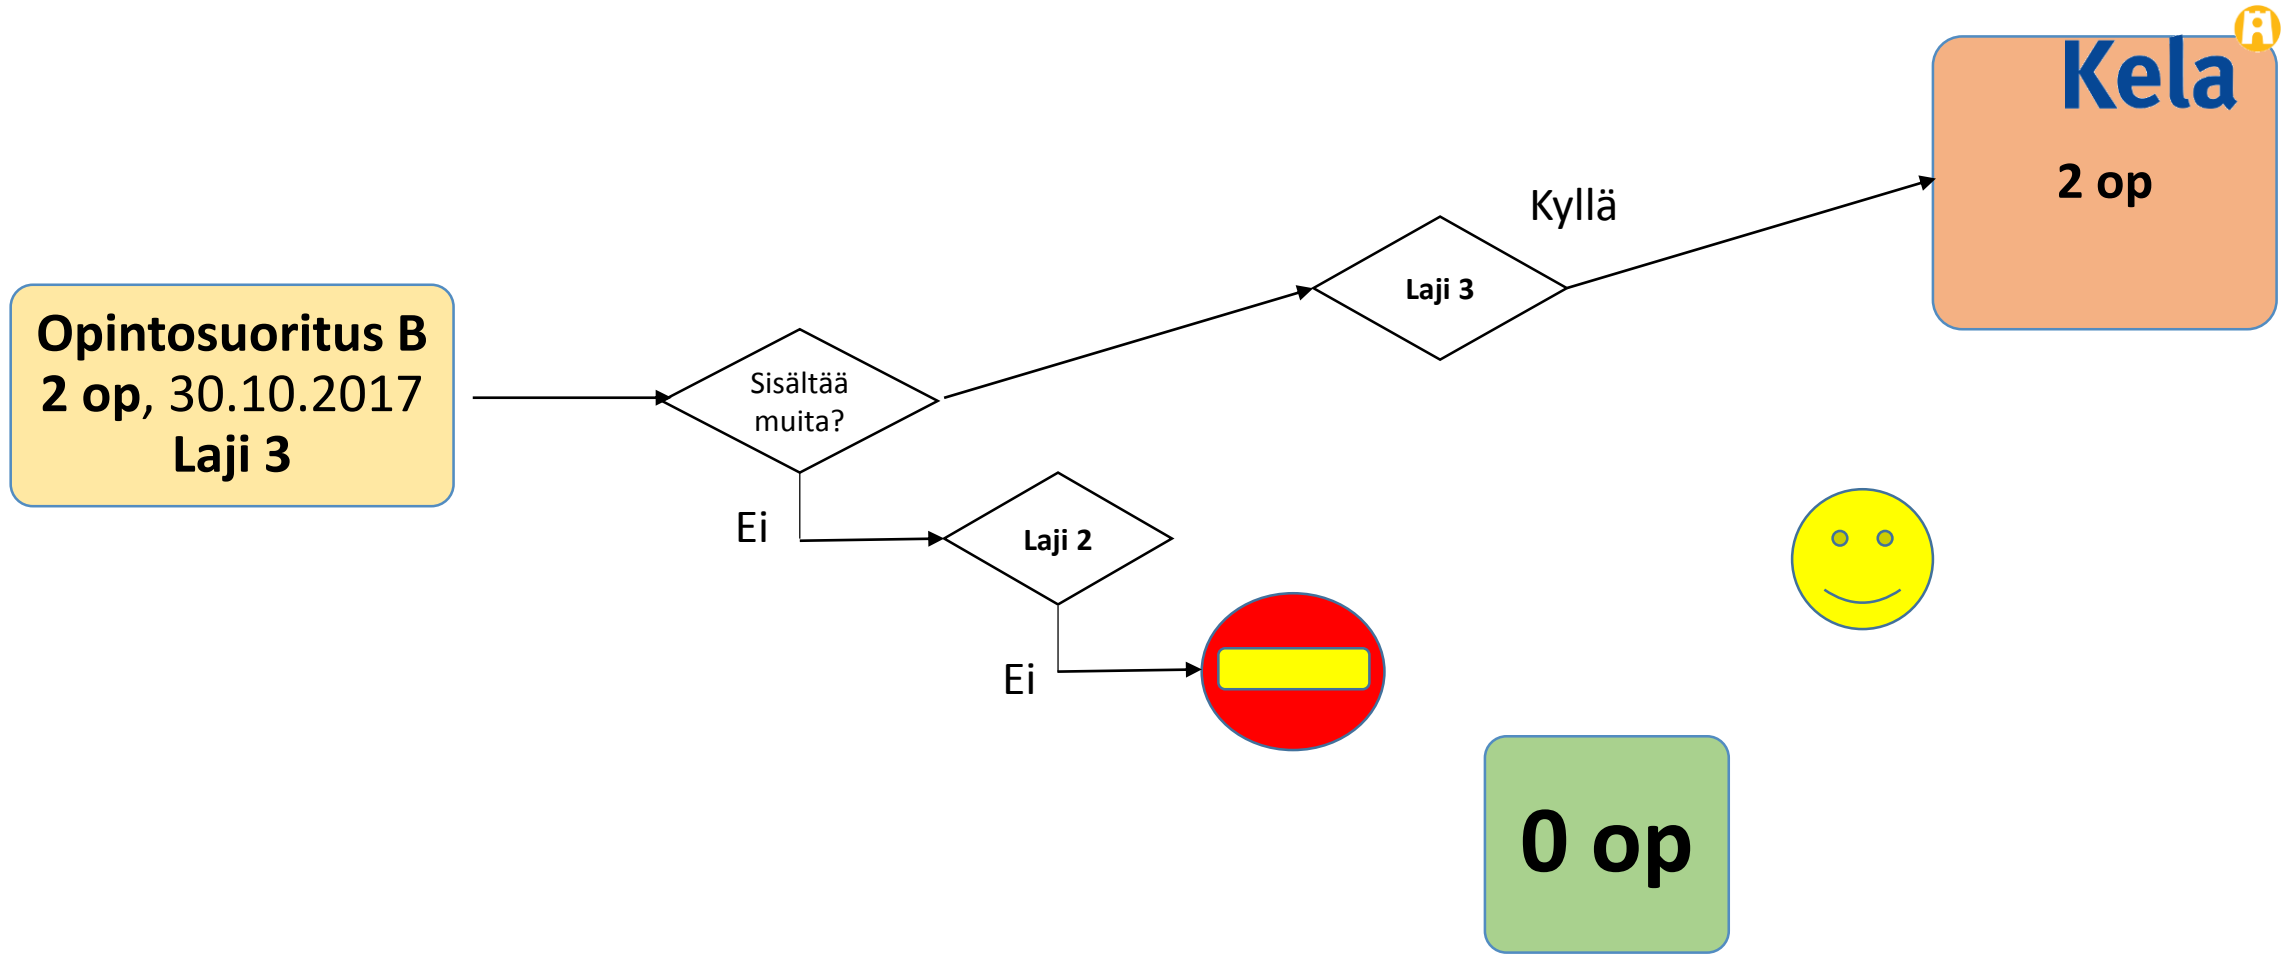 Kela
2 op
Kyllä
Laji 3
Opintosuoritus B
2 op, 30.10.2017
Laji 3
Sisältää
muita?
Ei
Laji 2
Ei
0 op